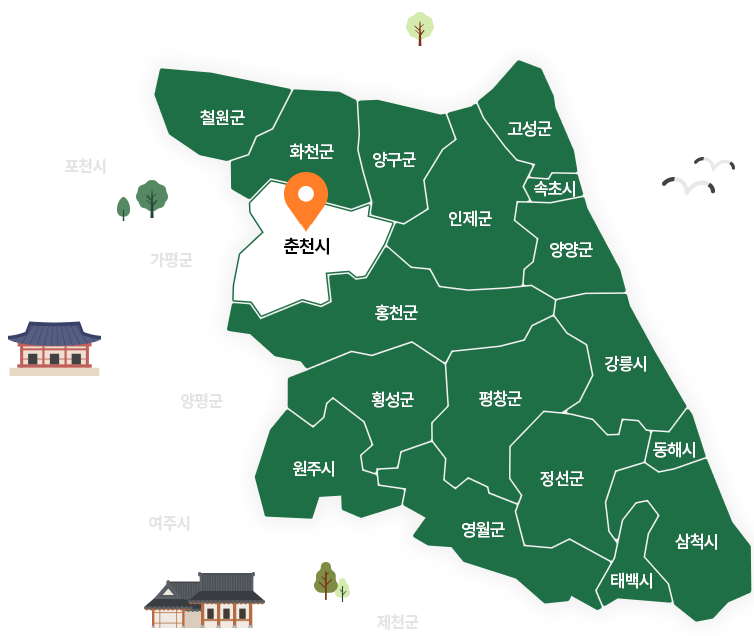 철원군
고성군
화천군
양구군
포천시
속초시
인제군
춘천시
양양군
가평군
홍천군
강릉시
횡성군
평창군
양평군
동해시
원주시
정선군
여주시
영월군
삼척시
태백시
제천군